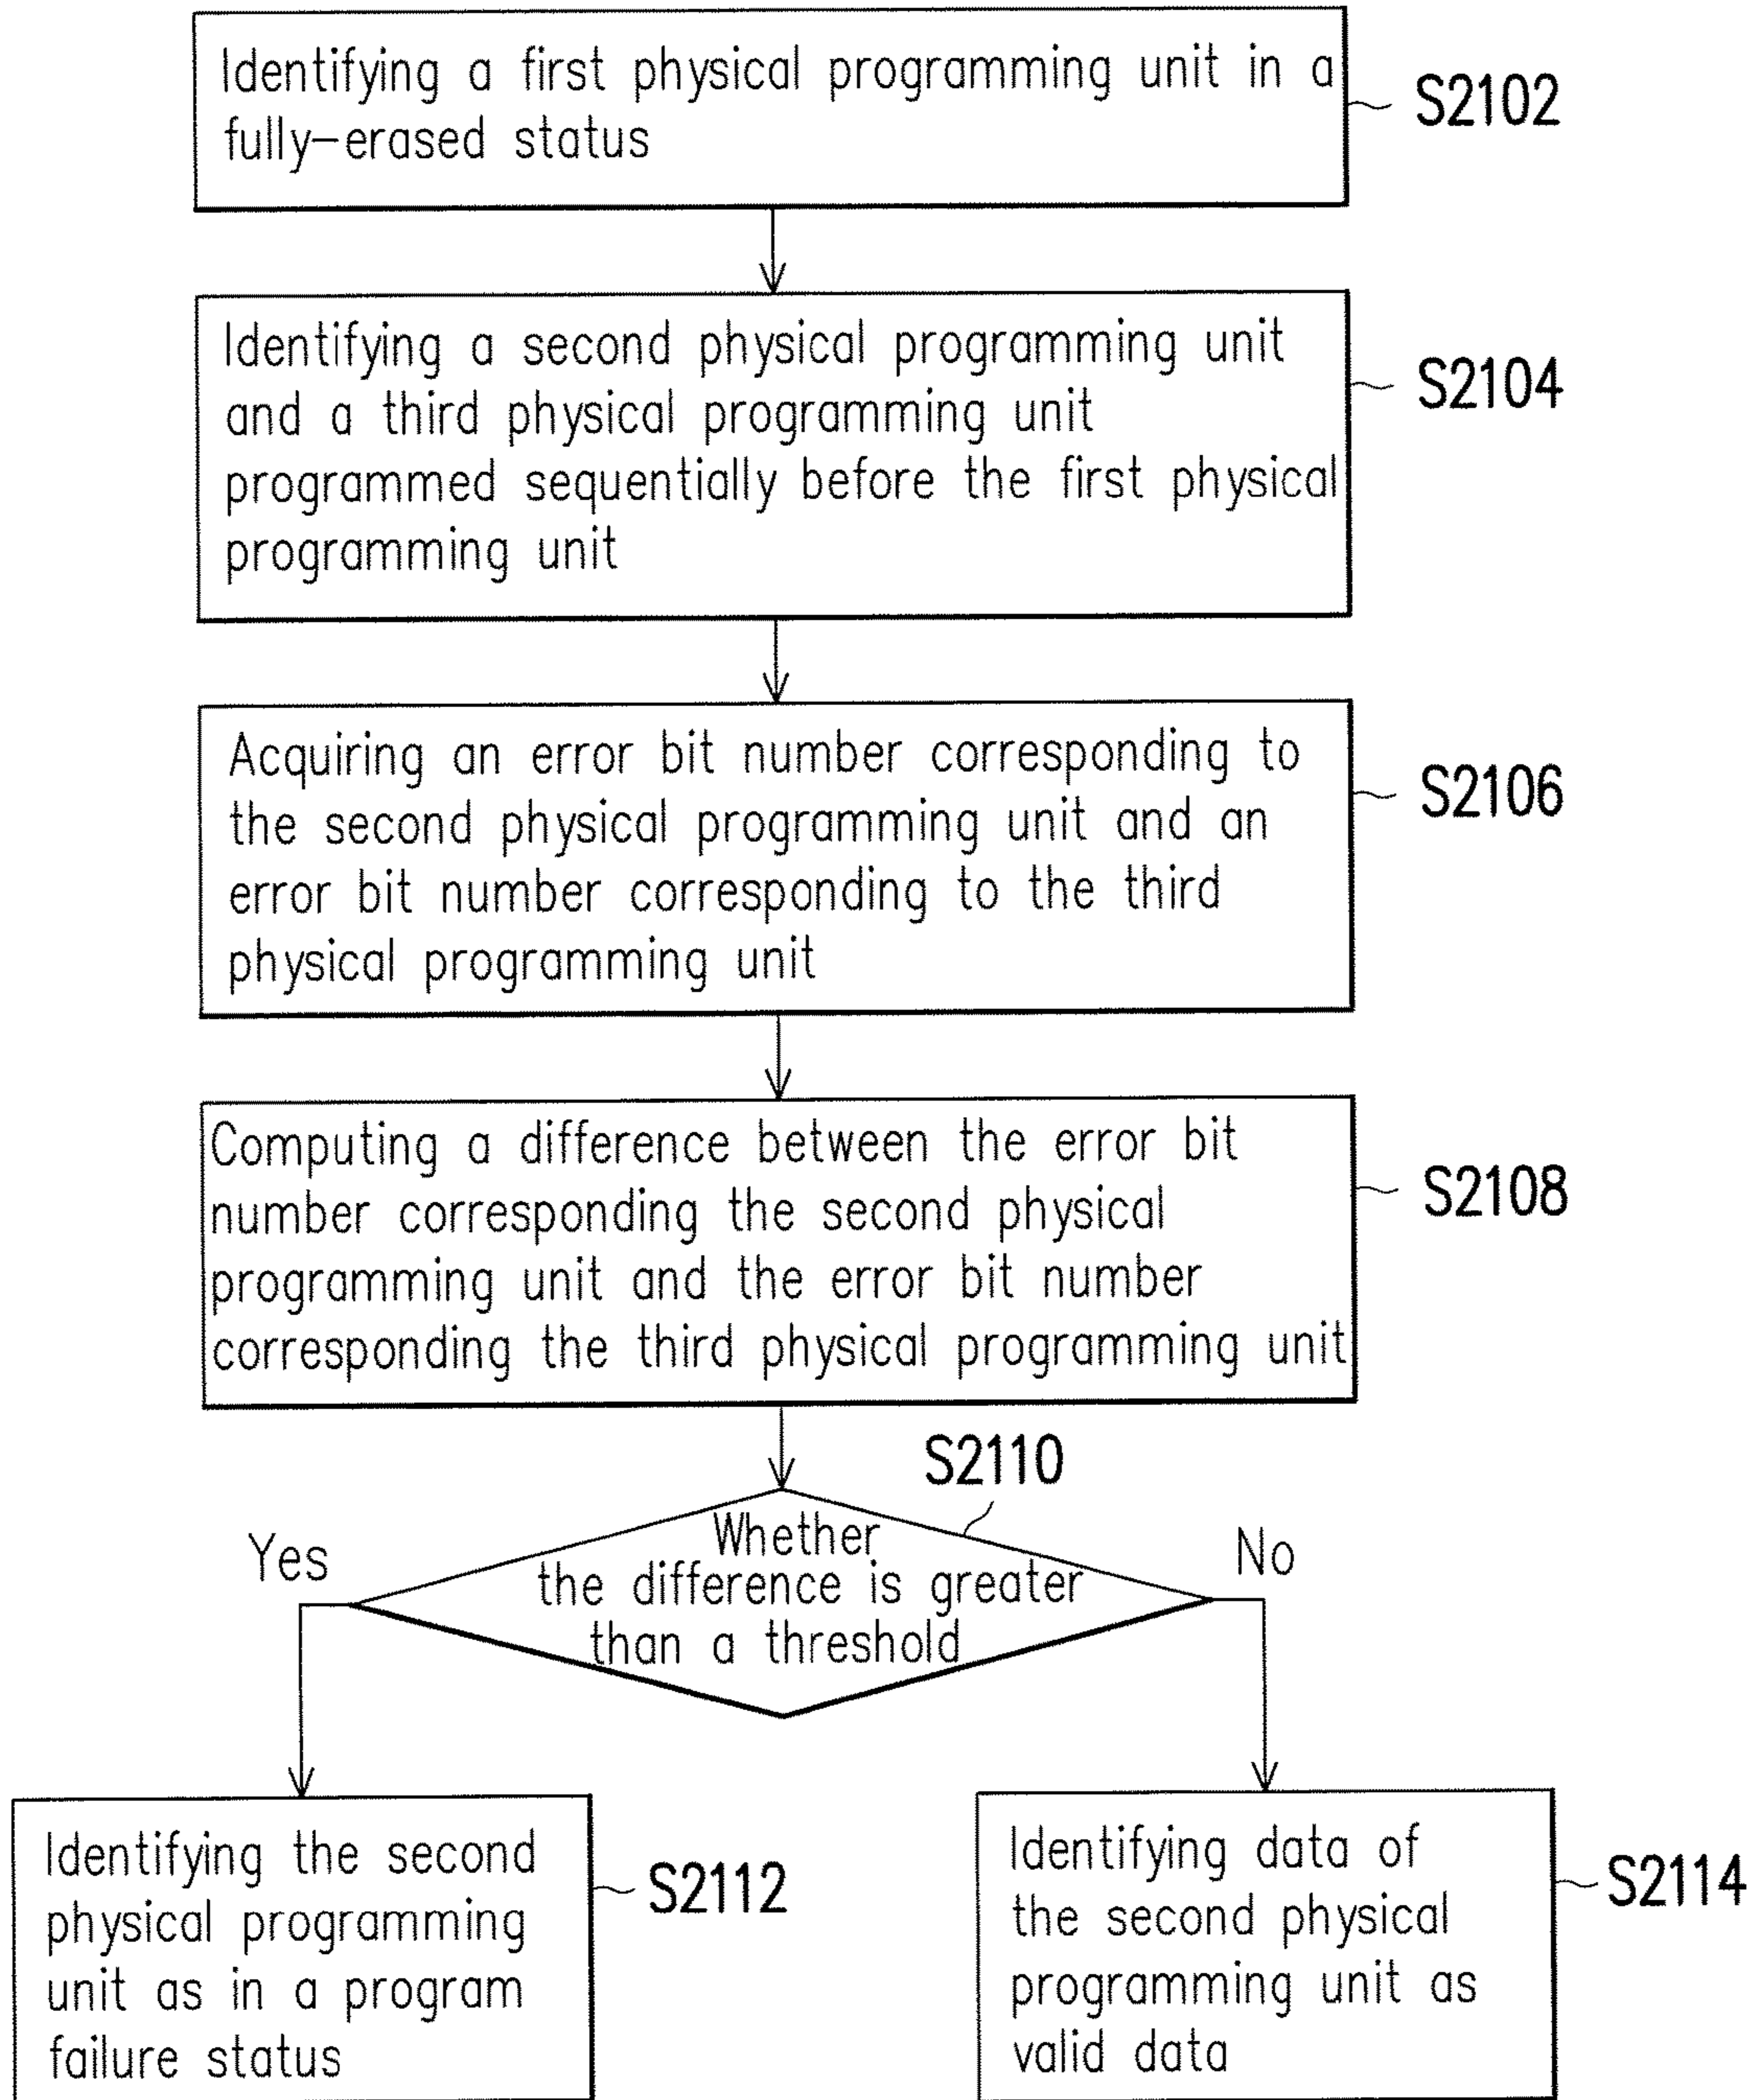 Identifying a first physical programming unit in a
fully-erased status
S2102
Identifying a second physical programming unit
and a third physical programming unit
programmed sequentially before the first physical
programming unit
S2104
Acquiring an error bit number corresponding to
the second physical programming unit and an
error bit number corresponding to the third
physical programming unit
S2106
Computing a difference between the error bit
number corresponding the second physical
programming unit and the error bit number
corresponding the third physical programming unit
S2108
S2110
Whether
the difference is greater
than a threshold
Yes
No
Identifying the second
physical programming
unit as in a program
failure status
S2112
Identifying data of
the second physical
programming unit as
valid data
S2114